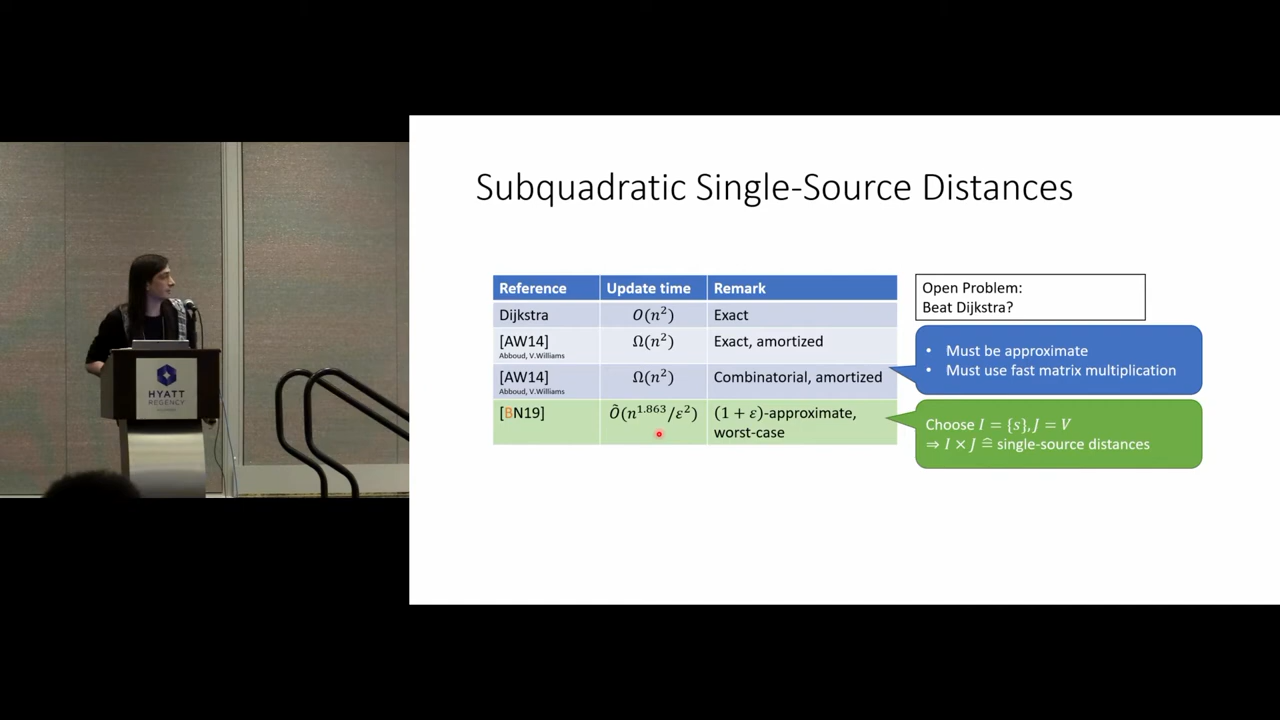 Subquadratic Single-Source Distances
Reference Update time Remark
Dijkstra O(n²) Exact
[AW14] Ω(n²) Exact, amortized
Abboud, V.Williams
[AW14] Ω(n²) Combinatorial, amortized
Abboud, V.Williams
[BN19] Õ(n^1.863/ε²) (1 + ε)-approximate,
worst-case
Open Problem:
Beat Dijkstra?
• Must be approximate
• Must use fast matrix multiplication
Choose I = {s}, J = V
⇒ I × J ≙ single-source distances
HYATT
REGENCY